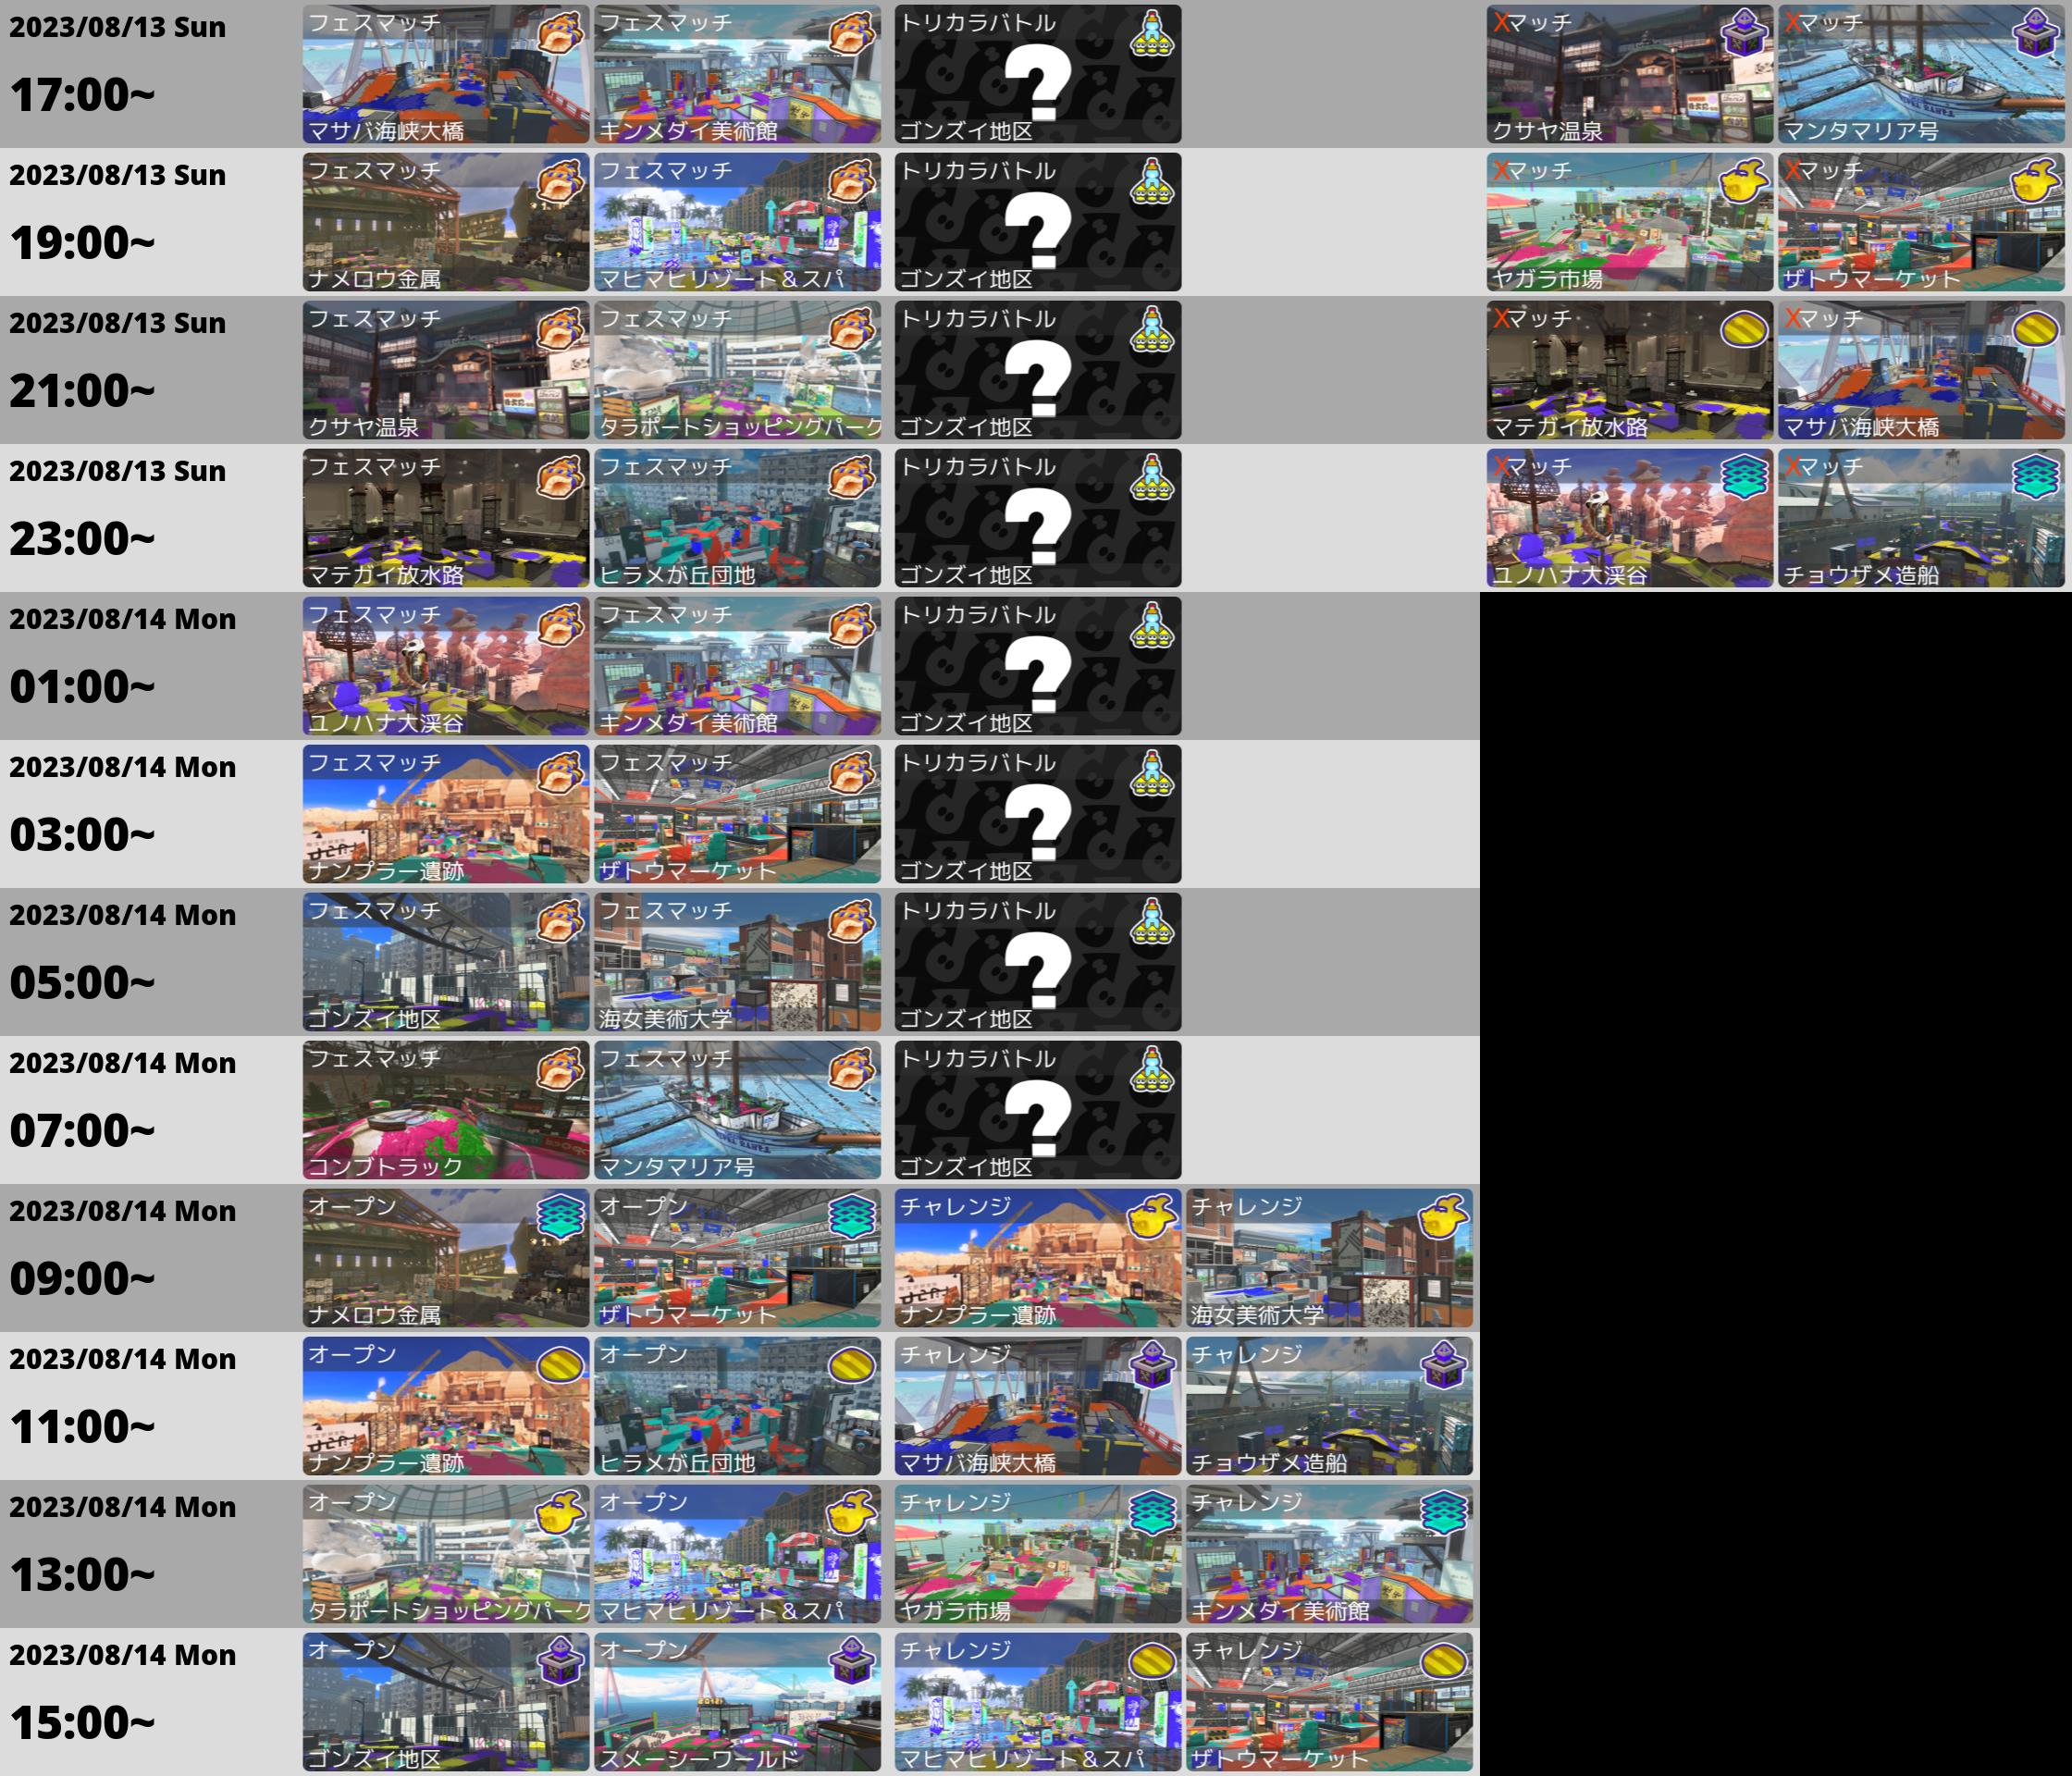 2023/08/13 Sun
17:00~
フェスマッチ
マサバ海峡大橋
フェスマッチ
キンメダイ美術館
トリカラバトル
?
ゴンズイ地区
Xマッチ
クサヤ温泉
Xマッチ
マンタマリア号
2023/08/13 Sun
19:00~
フェスマッチ
ナメロウ金属
フェスマッチ
マヒマヒリゾート＆スパ
トリカラバトル
?
ゴンズイ地区
Xマッチ
ヤガラ市場
Xマッチ
ザトウマーケット
2023/08/13 Sun
21:00~
フェスマッチ
クサヤ温泉
フェスマッチ
タラポートショッピングパーク
トリカラバトル
?
ゴンズイ地区
Xマッチ
マテガイ放水路
Xマッチ
マサバ海峡大橋
2023/08/13 Sun
23:00~
フェスマッチ
マテガイ放水路
フェスマッチ
ヒラメが丘団地
トリカラバトル
?
ゴンズイ地区
Xマッチ
ユノハナ大渓谷
Xマッチ
チョウザメ造船
2023/08/14 Mon
01:00~
フェスマッチ
ユノハナ大渓谷
フェスマッチ
キンメダイ美術館
トリカラバトル
?
ゴンズイ地区
2023/08/14 Mon
03:00~
フェスマッチ
ナンプラー遺跡
フェスマッチ
ザトウマーケット
トリカラバトル
?
ゴンズイ地区
2023/08/14 Mon
05:00~
フェスマッチ
ゴンズイ地区
フェスマッチ
海女美術大学
トリカラバトル
?
ゴンズイ地区
2023/08/14 Mon
07:00~
フェスマッチ
コンブトラック
フェスマッチ
マンタマリア号
トリカラバトル
?
ゴンズイ地区
2023/08/14 Mon
09:00~
オープン
ナメロウ金属
オープン
ザトウマーケット
チャレンジ
ナンプラー遺跡
チャレンジ
海女美術大学
2023/08/14 Mon
11:00~
オープン
ナンプラー遺跡
オープン
ヒラメが丘団地
チャレンジ
マサバ海峡大橋
チャレンジ
チョウザメ造船
2023/08/14 Mon
13:00~
オープン
タラポートショッピングパーク
オープン
マヒマヒリゾート＆スパ
チャレンジ
ヤガラ市場
チャレンジ
キンメダイ美術館
2023/08/14 Mon
15:00~
オープン
ゴンズイ地区
オープン
スメーシーワールド
チャレンジ
マヒマヒリゾート＆スパ
チャレンジ
ザトウマーケット